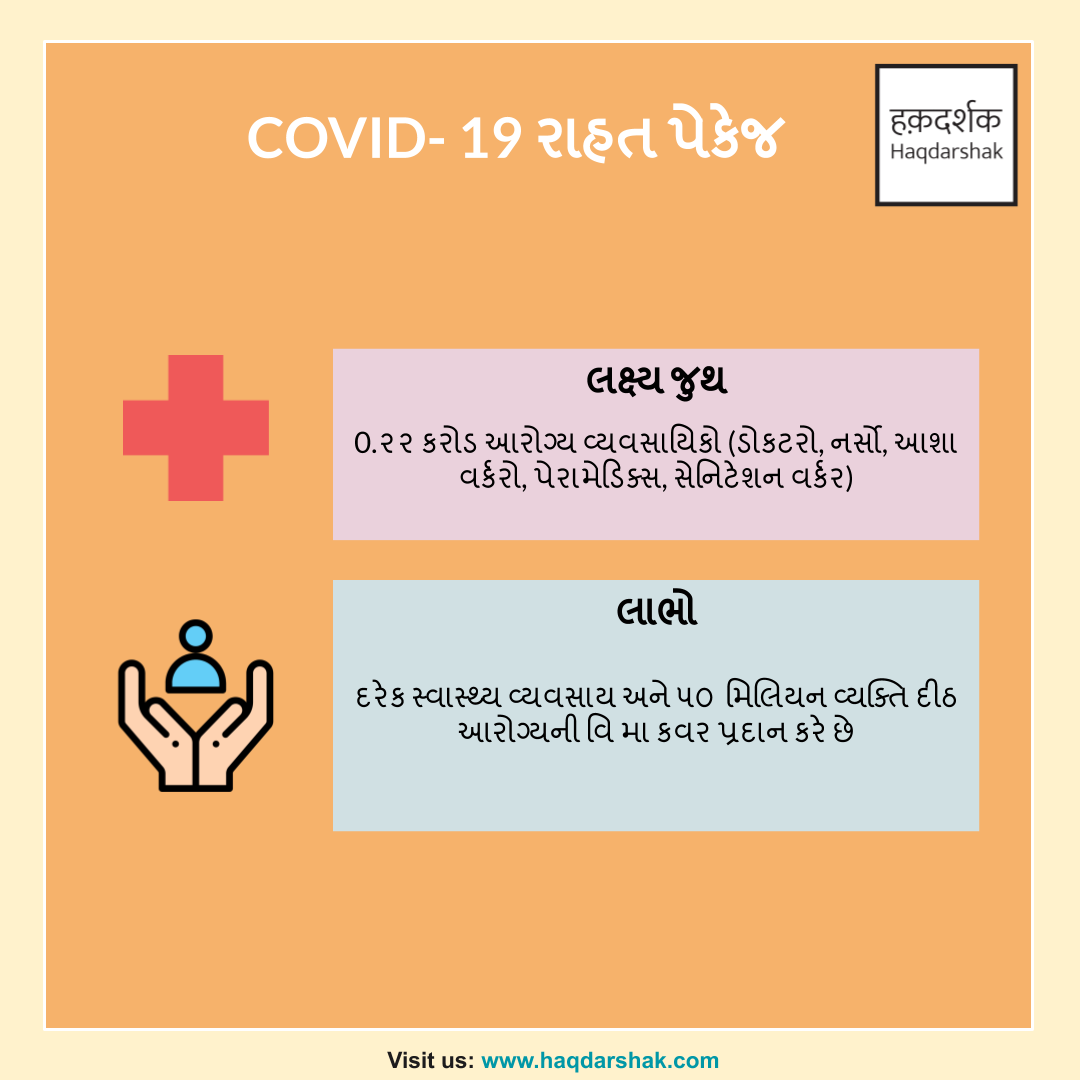 COVID- 19 રાહત પેકેજ
हक़दर्शक
Haqdarshak
લક્ષ્ય જુથ
0.૨૨ કરોડ આરોગ્ય વ્યવસાયિકો (ડોકટરો, નર્સો, આશા
વર્કરો, પેરામેડિક્સ, સેનિટેશન વર્કર)
લાભો
દરેક સ્વાસ્થ્ય વ્યવસાય અને ૫૦ મિલિયન વ્યક્તિ દીઠ
આરોગ્યની વિ મા કવર પ્રદાન કરે છે
Visit us: www.haqdarshak.com